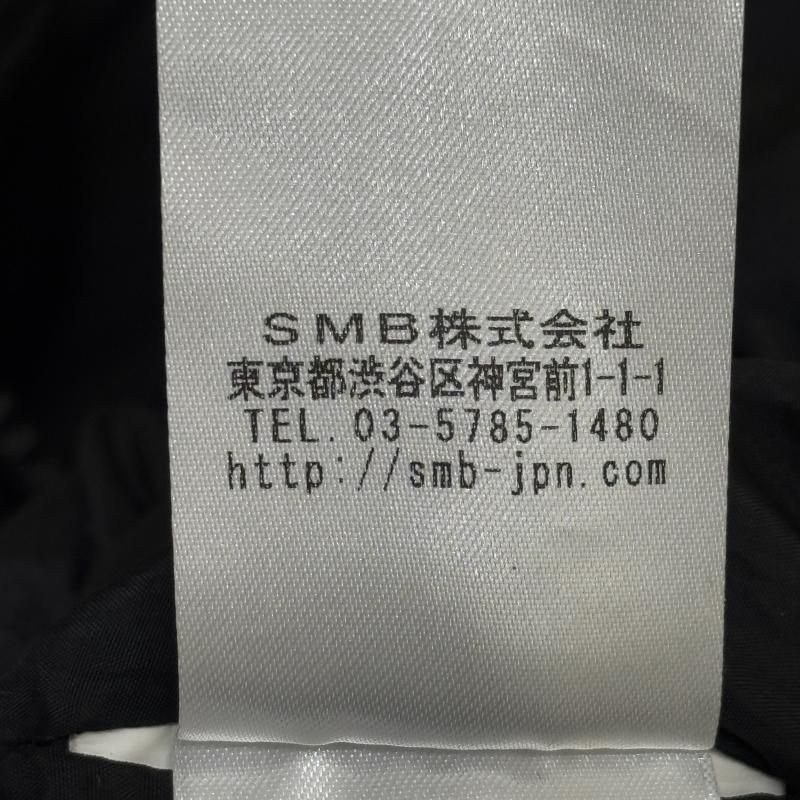 SMB株式会社
東京都渋谷区神宮前1-1-1
TEL. 03-5785-1480
http://smb-jpn.com